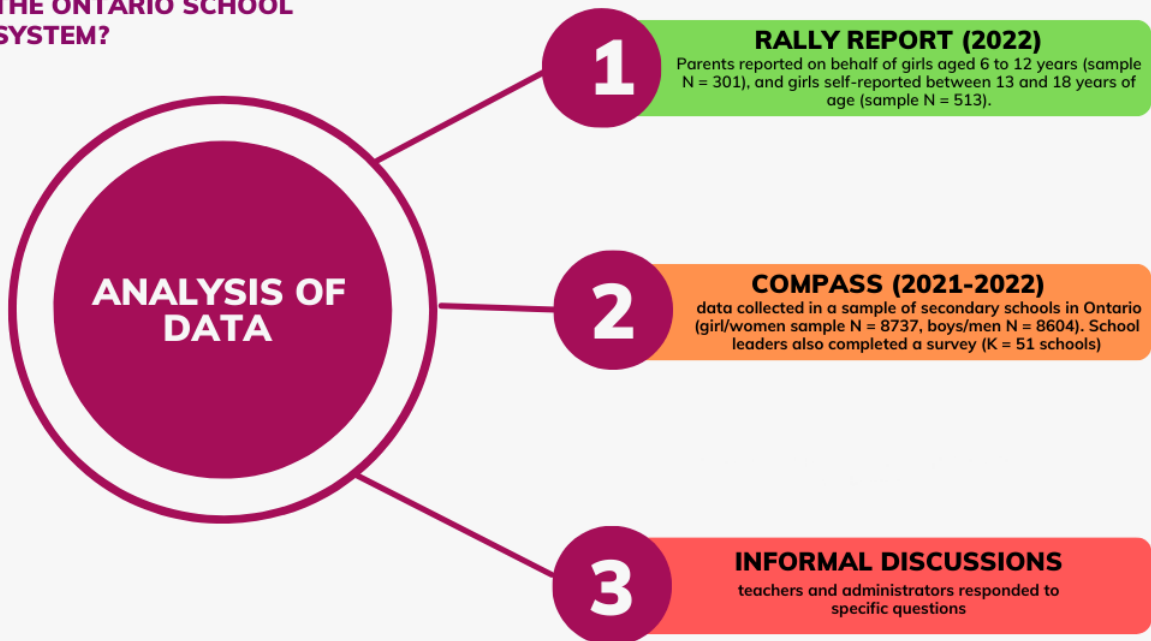 THE ONTARIO SCHOOL
SYSTEM?
ANALYSIS OF
DATA
1
RALLY REPORT (2022)
Parents reported on behalf of girls aged 6 to 12 years (sample
N = 301), and girls self-reported between 13 and 18 years of
age (sample N = 513).
2
COMPASS (2021-2022)
data collected in a sample of secondary schools in Ontario
(girl/women sample N = 8737, boys/men N = 8604). School
leaders also completed a survey (K = 51 schools)
3
INFORMAL DISCUSSIONS
teachers and administrators responded to
specific questions